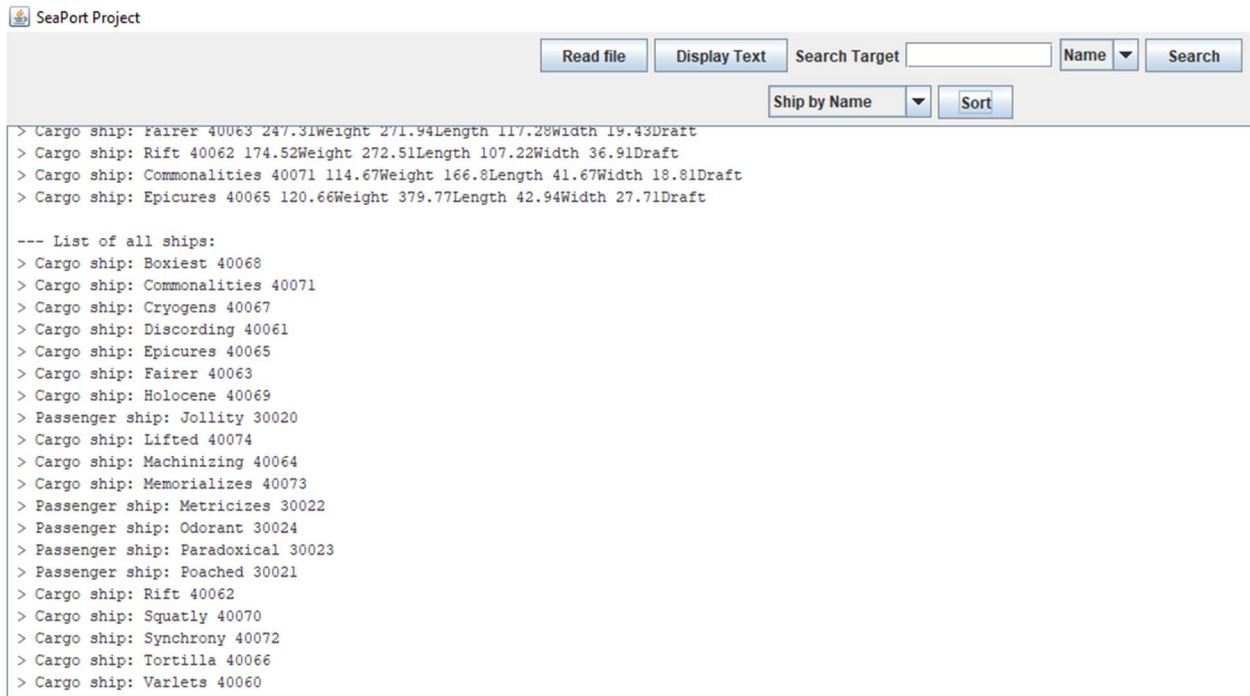 SeaPort Project
Read file Display Text Search Target Name Search
Ship by Name Sort
> Cargo ship: Fairer 40063 247.31Weight 271.94Length 117.28Width 19.43Draft
> Cargo ship: Rift 40062 174.52Weight 272.51Length 107.22Width 36.91Draft
> Cargo ship: Commonalities 40071 114.67Weight 166.8Length 41.67Width 18.81Draft
> Cargo ship: Epicures 40065 120.66Weight 379.77Length 42.94Width 27.71Draft
--- List of all ships:
> Cargo ship: Boxiest 40068
> Cargo ship: Commonalities 40071
> Cargo ship: Cryogens 40067
> Cargo ship: Discording 40061
> Cargo ship: Epicures 40065
> Cargo ship: Fairer 40063
> Cargo ship: Holocene 40069
> Passenger ship: Jollity 30020
> Cargo ship: Lifted 40074
> Cargo ship: Machinizing 40064
> Cargo ship: Memorializes 40073
> Passenger ship: Metricizes 30022
> Passenger ship: Odorant 30024
> Passenger ship: Paradoxical 30023
> Passenger ship: Poached 30021
> Cargo ship: Rift 40062
> Cargo ship: Squatly 40070
> Cargo ship: Synchrony 40072
> Cargo ship: Tortilla 40066
> Cargo ship: Varlets 40060